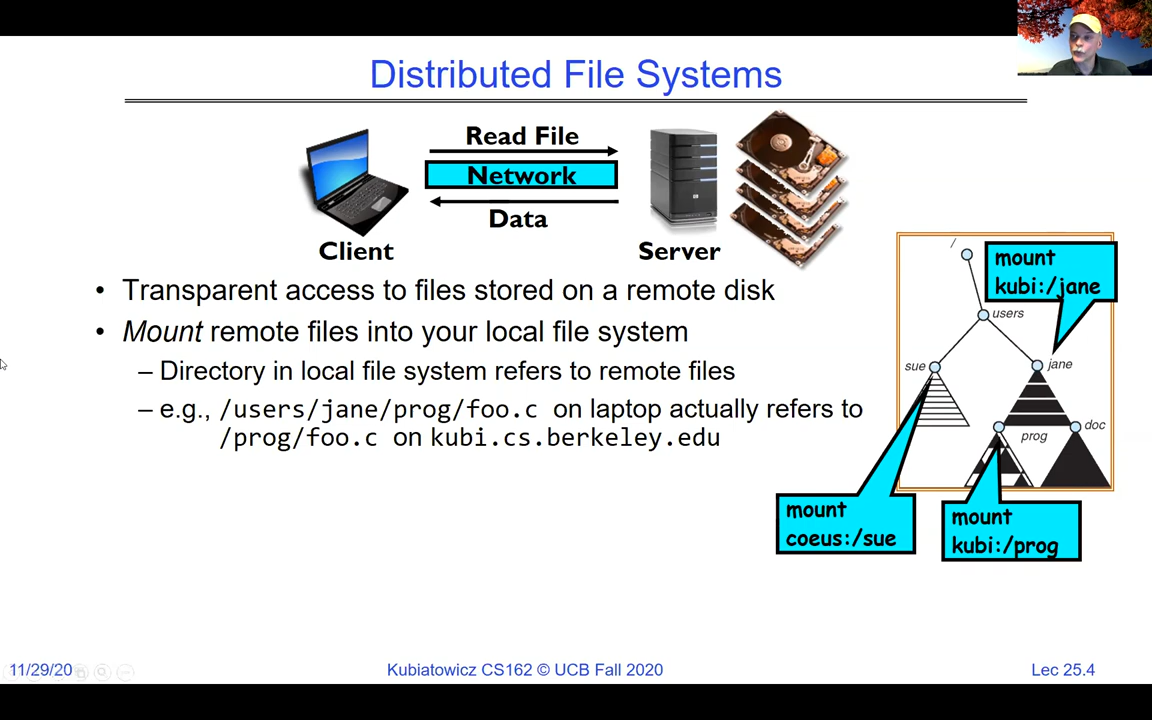 Distributed File Systems
Read File
Network
Data
Client
Server
/
mount
kubi:/jane
users
sue
jane
prog
doc
mount
coeus:/sue
mount
kubi:/prog
• Transparent access to files stored on a remote disk
• Mount remote files into your local file system
– Directory in local file system refers to remote files
– e.g., /users/jane/prog/foo.c on laptop actually refers to
/prog/foo.c on kubi.cs.berkeley.edu
11/29/20
Kubiatowicz CS162 © UCB Fall 2020
Lec 25.4